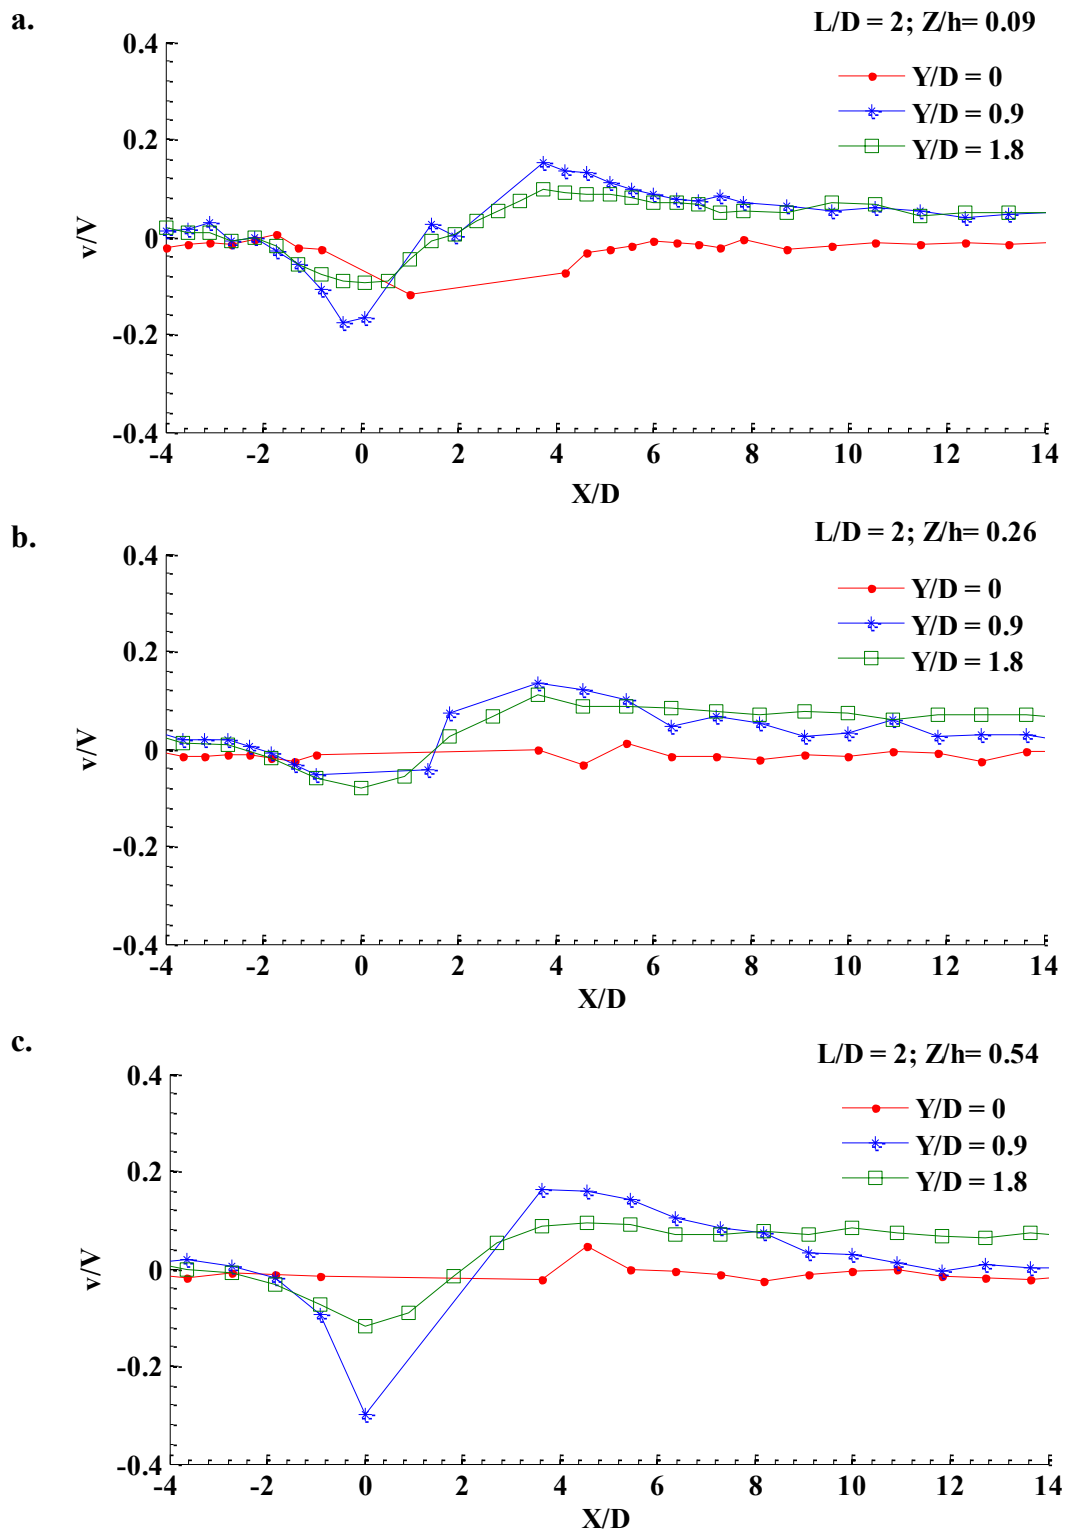 a.
L/D = 2; Z/h= 0.09
0.4
Y/D = 0
Y/D = 0.9
0.2
Y/D = 1.8
v/V
0
-0.2
-0.4
-4 -2 0 2 4 6 8 10 12 14
X/D
b.
L/D = 2; Z/h= 0.26
0.4
Y/D = 0
Y/D = 0.9
0.2
Y/D = 1.8
v/V
0
-0.2
-0.4
-4 -2 0 2 4 6 8 10 12 14
X/D
c.
L/D = 2; Z/h= 0.54
0.4
Y/D = 0
Y/D = 0.9
0.2
Y/D = 1.8
v/V
0
-0.2
-0.4
-4 -2 0 2 4 6 8 10 12 14
X/D